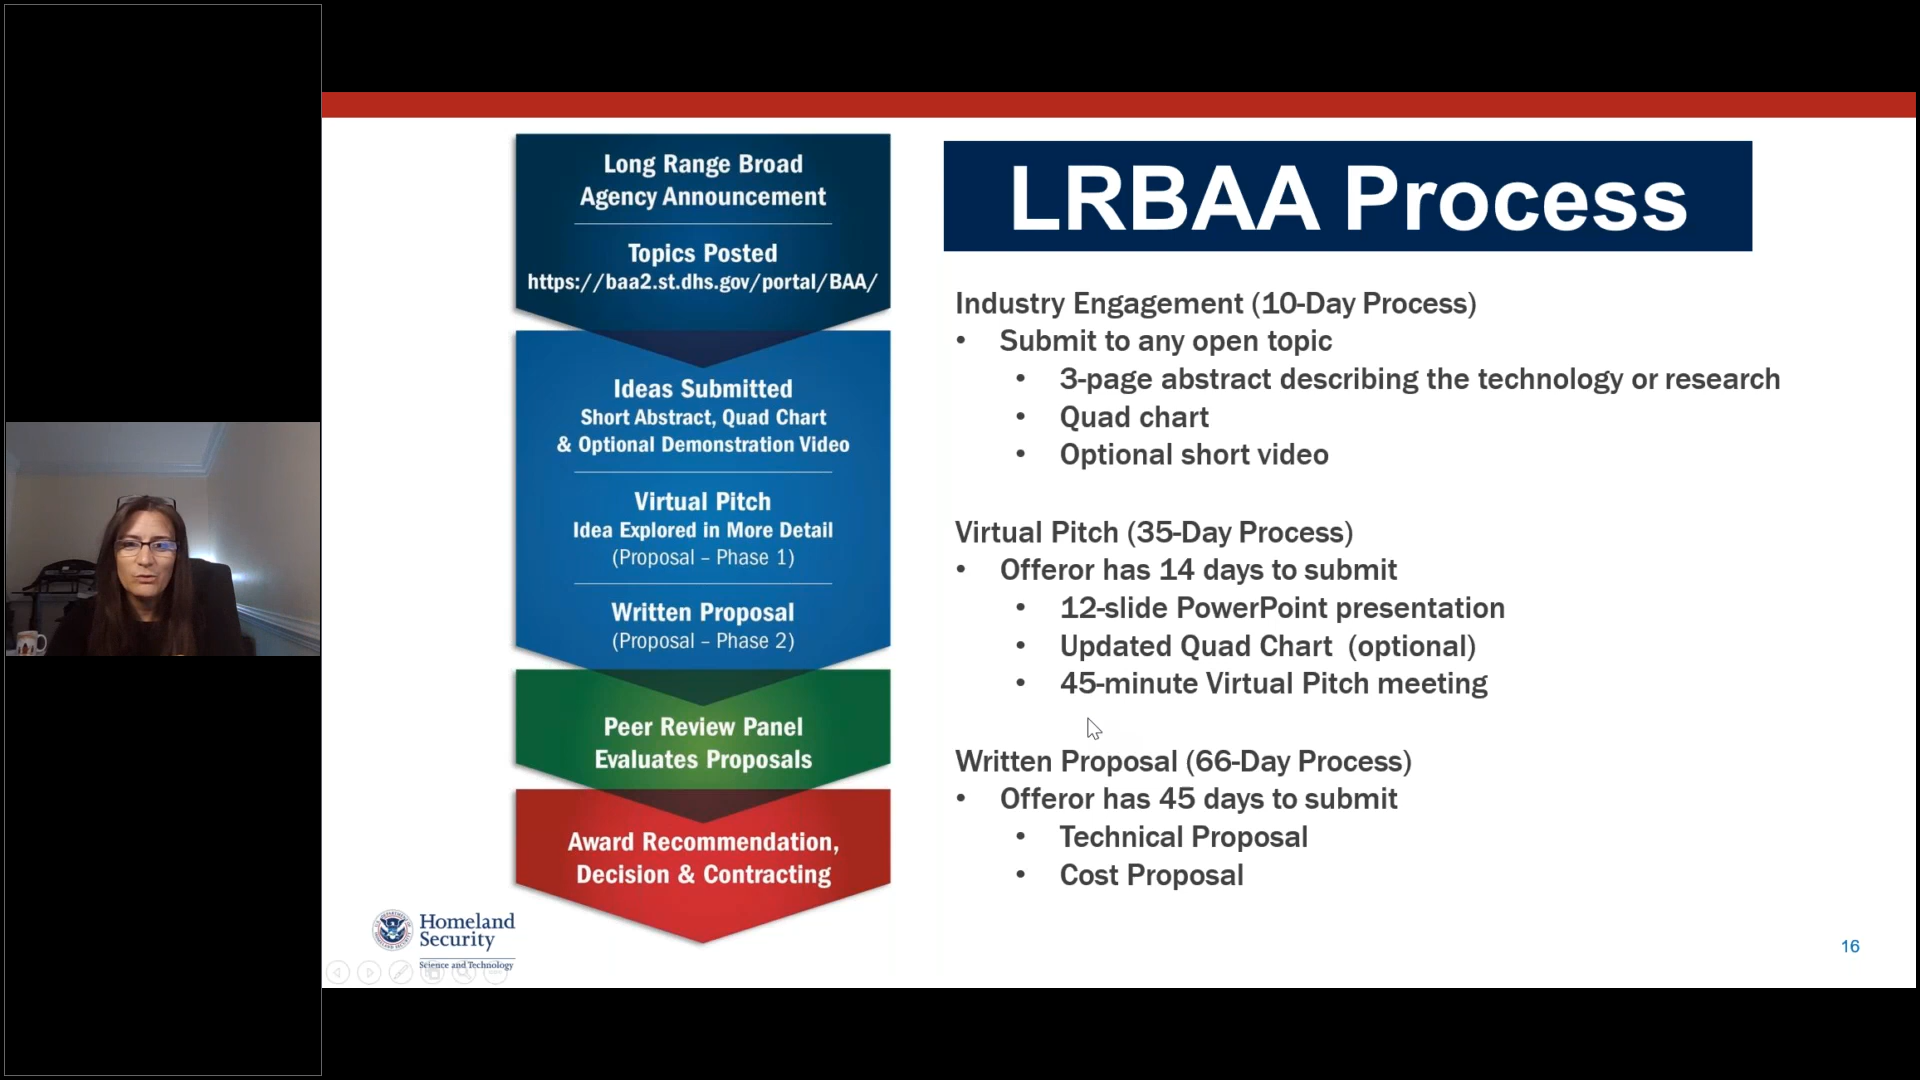 Long Range Broad
Agency Announcement
Topics Posted
https://baa2.st.dhs.gov/portal/BAA/
Ideas Submitted
Short Abstract, Quad Chart
& Optional Demonstration Video
Virtual Pitch
Idea Explored in More Detail
(Proposal – Phase 1)
Written Proposal
(Proposal – Phase 2)
Peer Review Panel
Evaluates Proposals
Award Recommendation,
Decision & Contracting
Homeland
Security
Science and Technology
LRBAA Process
Industry Engagement (10-Day Process)
• Submit to any open topic
• 3-page abstract describing the technology or research
• Quad chart
• Optional short video
Virtual Pitch (35-Day Process)
• Offeror has 14 days to submit
• 12-slide PowerPoint presentation
• Updated Quad Chart (optional)
• 45-minute Virtual Pitch meeting
Written Proposal (66-Day Process)
• Offeror has 45 days to submit
• Technical Proposal
• Cost Proposal
16